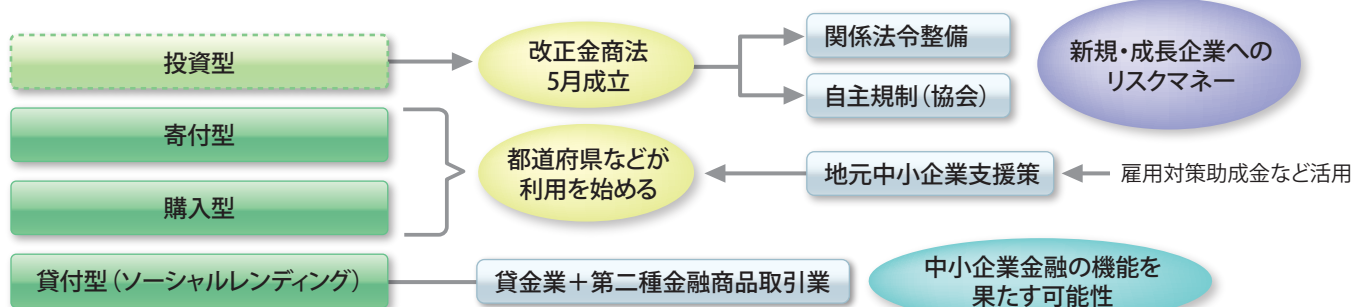 投資型
改正金商法
5月成立
関係法令整備
自主規制(協会)
新規・成長企業への
リスクマネー
寄付型
購入型
都道府県などが
利用を始める
地元中小企業支援策
雇用対策助成金など活用
貸付型(ソーシャルレンディング)
貸金業+第二種金融商品取引業
中小企業金融の機能を
果たす可能性